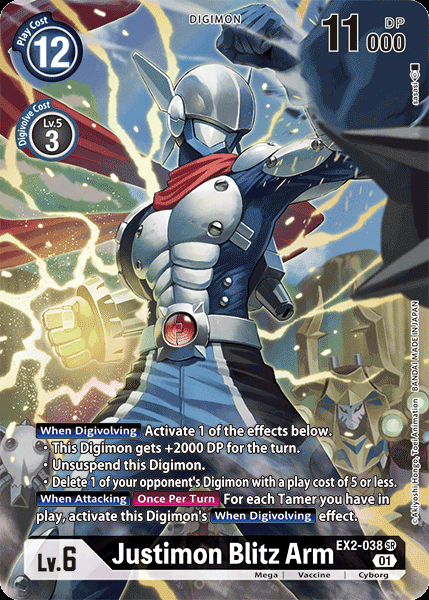 DIGIMON
Play Cost
12
11000
DP
sasasi
Digivolve Cost
Lv.5
3
When Digivolving Activate 1 of the effects below.
・This Digimon gets +2000 DP for the turn.
・Unsuspend this Digimon.
・Delete 1 of your opponent's Digimon with a play cost of 5 or less.
When Attacking Once Per Turn For each Tamer you have in
play, activate this Digimon's When Digivolving effect.
©Akiyoshi Hongo, Toei Animation BANDAI MADE IN JAPAN
Lv.6
Justimon Blitz Arm
EX2-038 SR
01
Mega | Vaccine | Cyborg